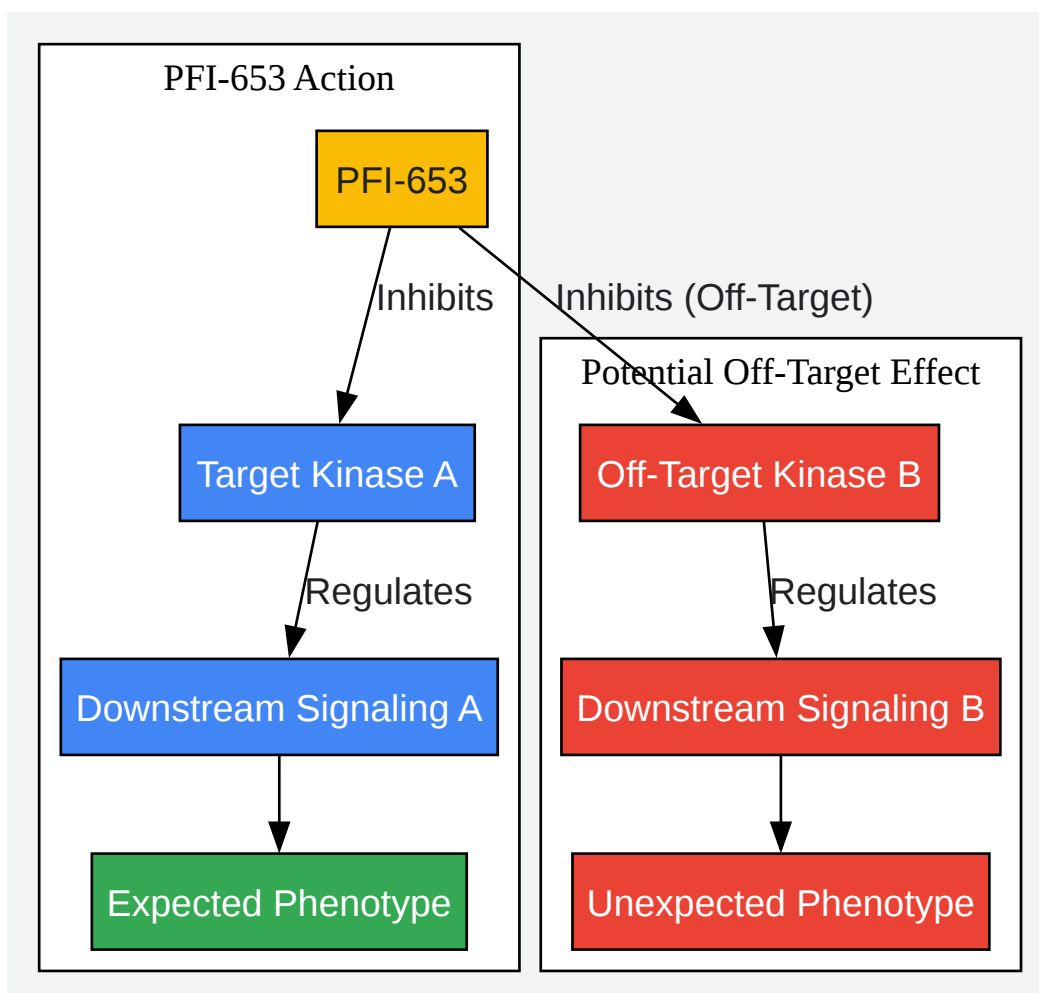 PFI-653 Action
PFI-653
Inhibits
Inhibits (Off-Target)
Potential Off-Target Effect
Target Kinase A
Off-Target Kinase B
Regulates
Regulates
Downstream Signaling A
Downstream Signaling B
Expected Phenotype
Unexpected Phenotype